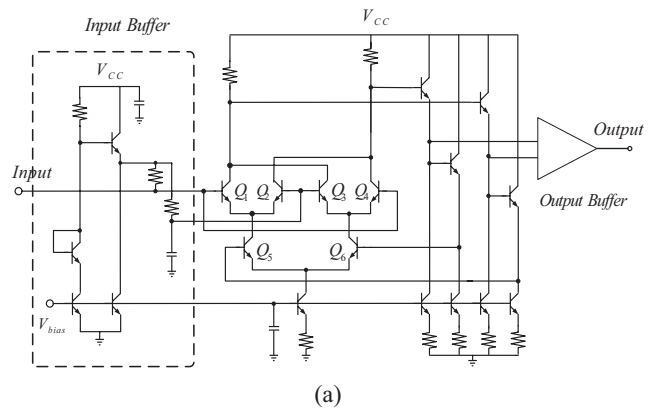 Input Buffer
V_CC
V_CC
Input
Output
Output Buffer
Q_1
Q_2
Q_3
Q_4
Q_5
Q_6
V_bias
(a)